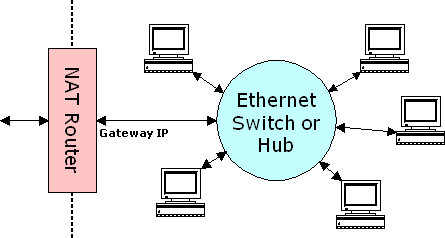 NAT Router
Gateway IP
Ethernet
Switch or
Hub